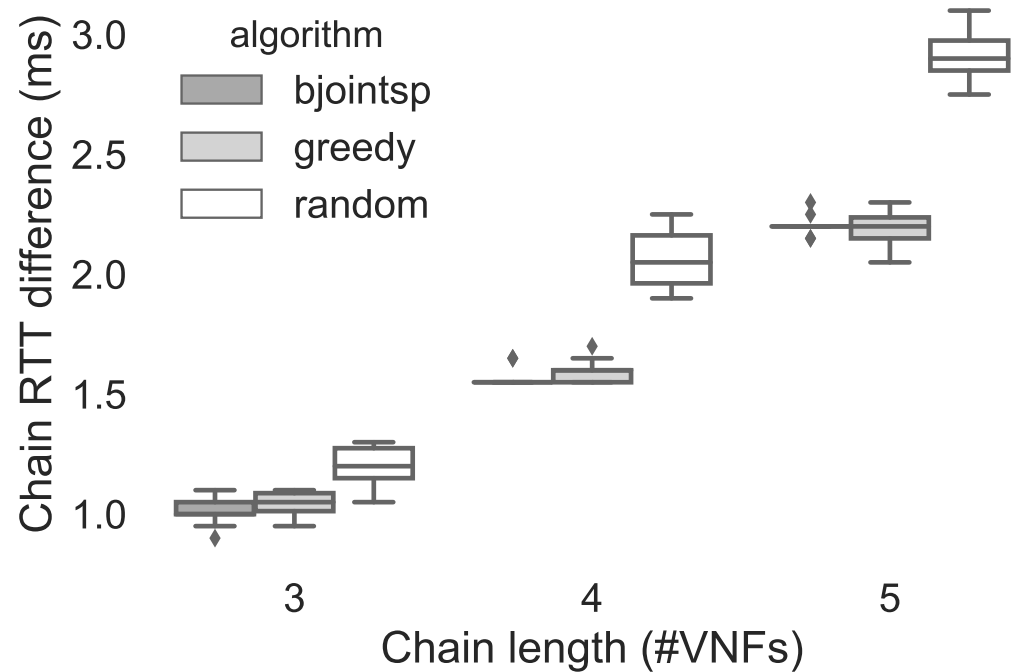 Chain RTT difference (ms)
3.0
2.5
2.0
1.5
1.0
algorithm
bjointsp
greedy
random
3 4 5
Chain length (#VNFs)